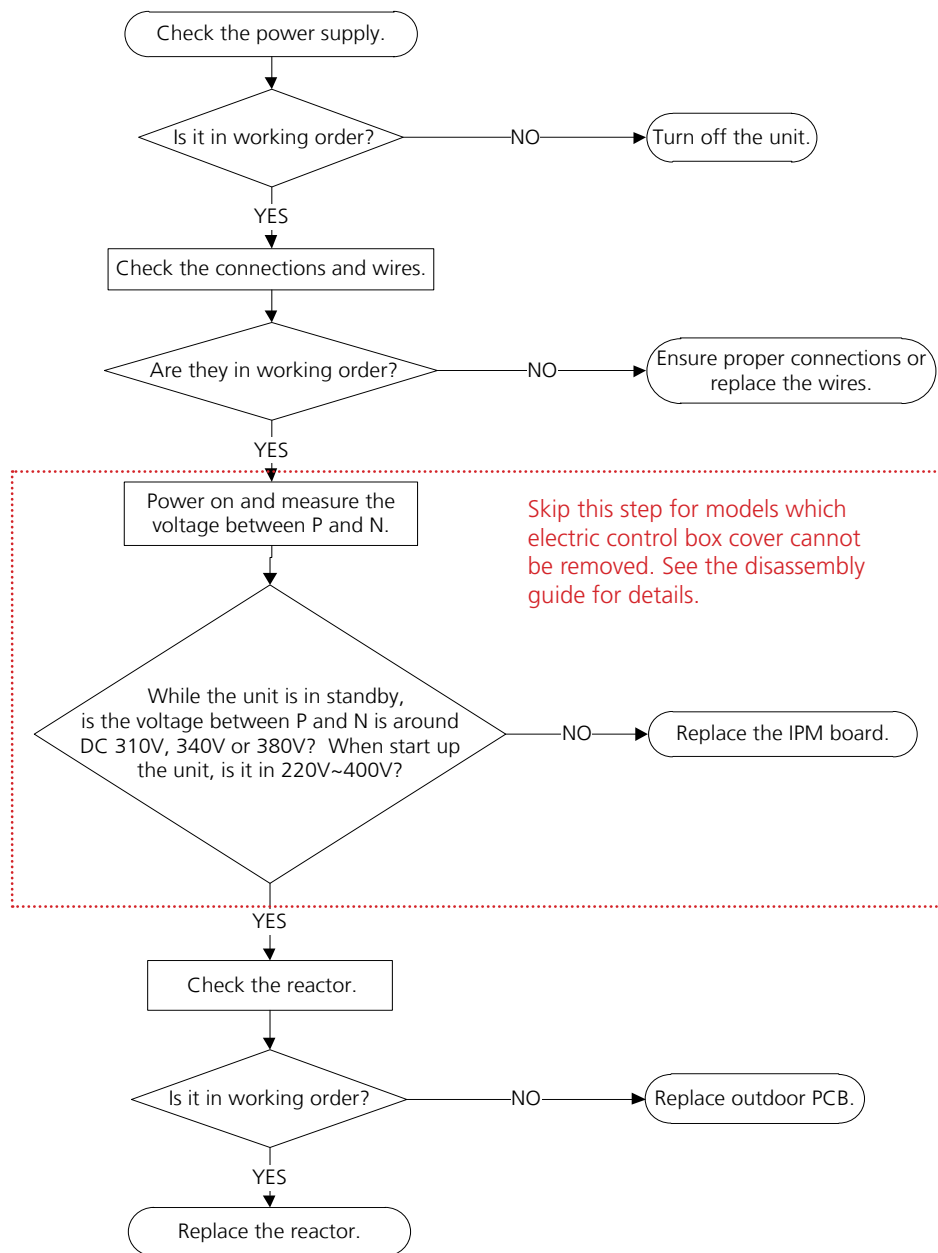 Check the power supply.
Is it in working order?
NO
Turn off the unit.
YES
Check the connections and wires.
Are they in working order?
NO
Ensure proper connections or
replace the wires.
YES
Power on and measure the
voltage between P and N.
Skip this step for models which
electric control box cover cannot
be removed. See the disassembly
guide for details.
While the unit is in standby,
is the voltage between P and N is around
DC 310V, 340V or 380V? When start up
the unit, is it in 220V~400V?
NO
Replace the IPM board.
YES
Check the reactor.
Is it in working order?
NO
Replace outdoor PCB.
YES
Replace the reactor.